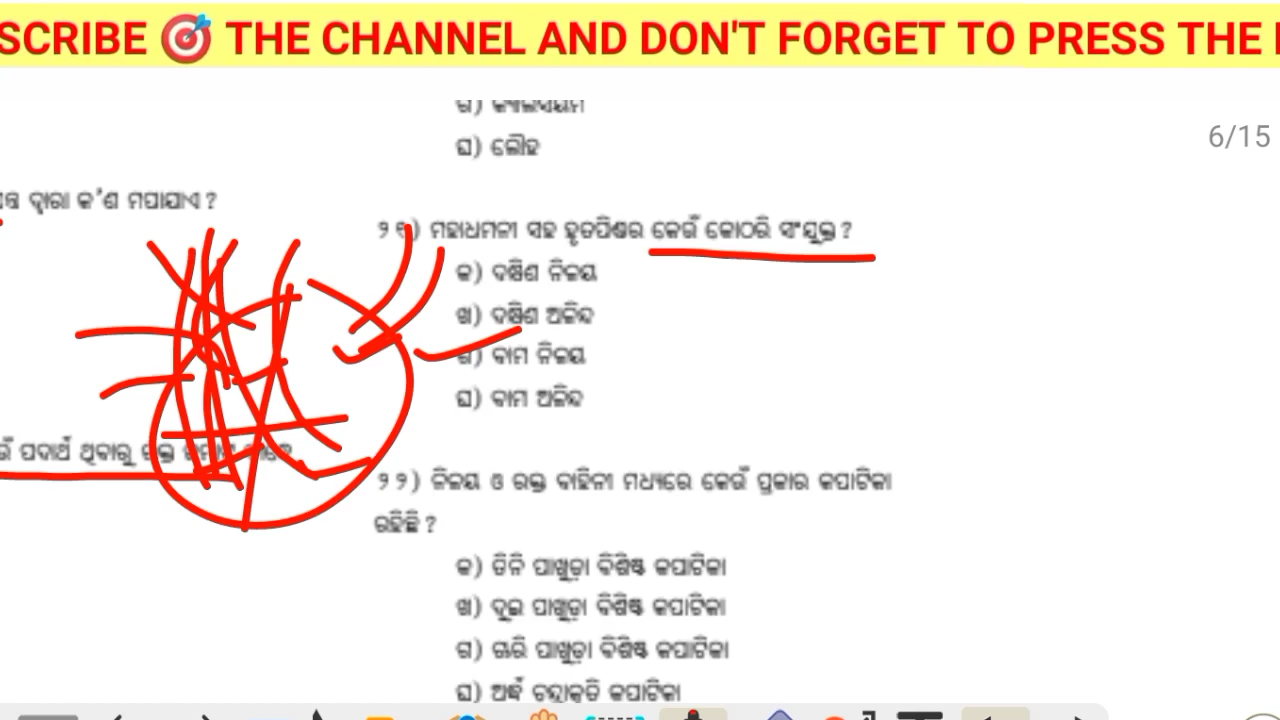 SCRIBE 🎯 THE CHANNEL AND DON'T FORGET TO PRESS THE
6/15
ଘ) ଲୌହ
ଦ୍ୱାରା କ'ଣ ମପାଯାଏ?
୨୧) ମହାଧମନୀ ସହ ହୃତପିଣ୍ଡର କେଉଁ କୋଠରି ସଂଯୁକ୍ତ?
କ) ଦକ୍ଷିଣ ନିଳୟ
ଖ) ଦକ୍ଷିଣ ଅଳିନ୍ଦ
ଗ) ବାମ ନିଳୟ
ଘ) ବାମ ଅଳିନ୍ଦ
ପଦାର୍ଥ ଥିବାରୁ ରକ୍ତ
୨୨) ନିଳୟ ଓ ରକ୍ତ ବାହିନୀ ମଧ୍ୟରେ କେଉଁ ପ୍ରକାର କପାଟିକା
ରହିଛି?
କ) ତିନି ପାଖୁଡ଼ା ବିଶିଷ୍ଟ କପାଟିକା
ଖ) ଦୁଇ ପାଖୁଡ଼ା ବିଶିଷ୍ଟ କପାଟିକା
ଗ) ଚାରି ପାଖୁଡ଼ା ବିଶିଷ୍ଟ କପାଟିକା
ଘ) ଅର୍ଦ୍ଧ ଚନ୍ଦ୍ରାକୃତି କପାଟିକା